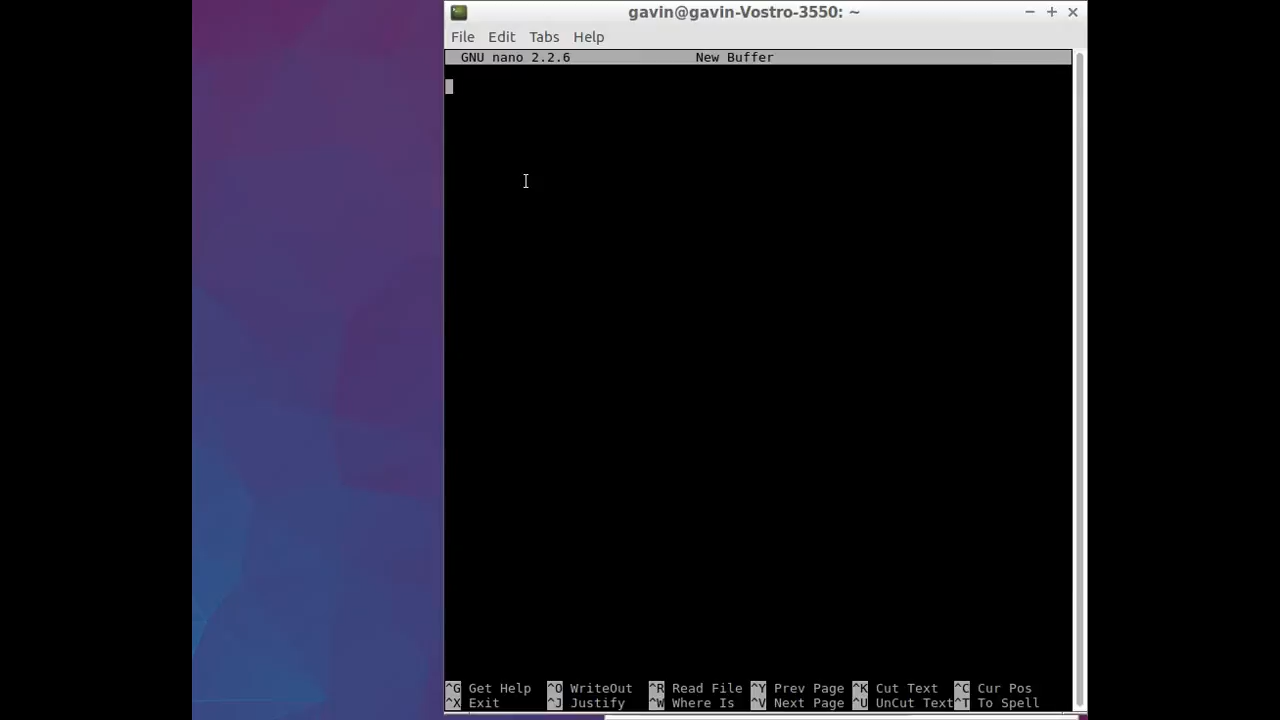 gavin@gavin-Vostro-3550: ~
File Edit Tabs Help
GNU nano 2.2.6 New Buffer
^G Get Help ^O WriteOut ^R Read File ^Y Prev Page ^K Cut Text ^C Cur Pos
^X Exit ^J Justify ^W Where Is ^V Next Page ^U UnCut Text ^T To Spell